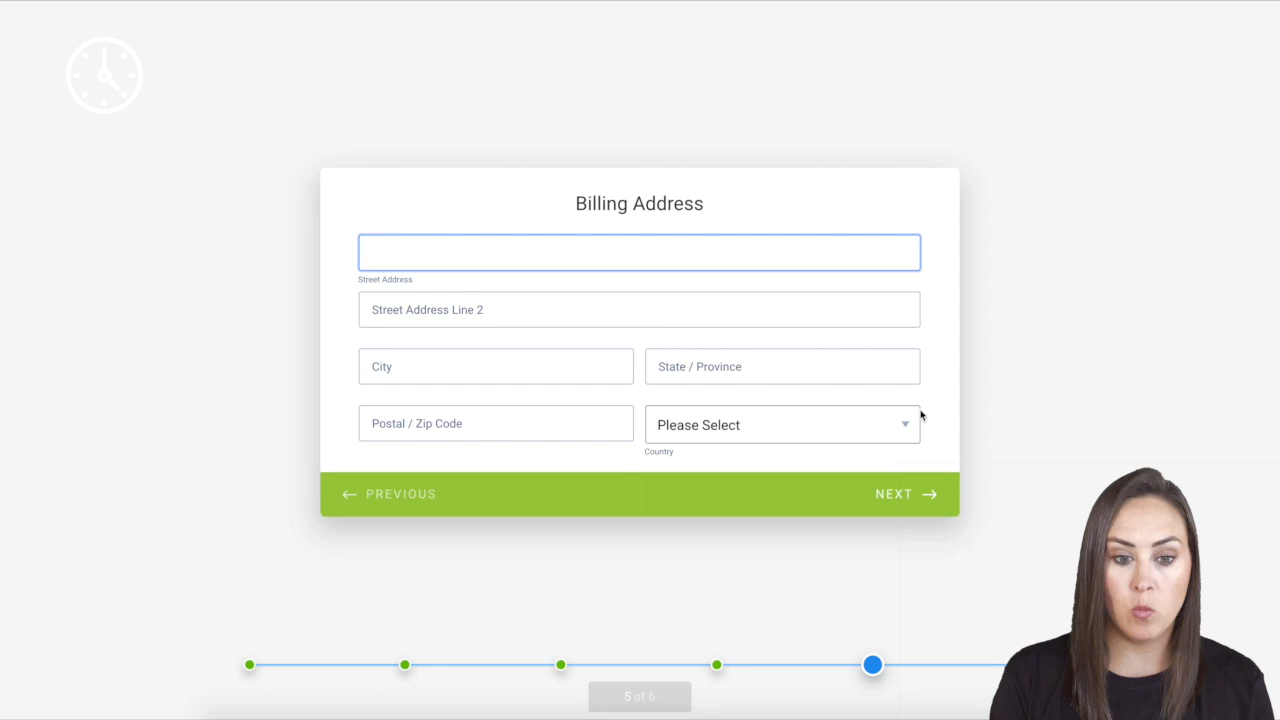 Billing Address
Street Address
Street Address Line 2
City
State / Province
Postal / Zip Code
Please Select
Country
PREVIOUS
NEXT
5 of 6